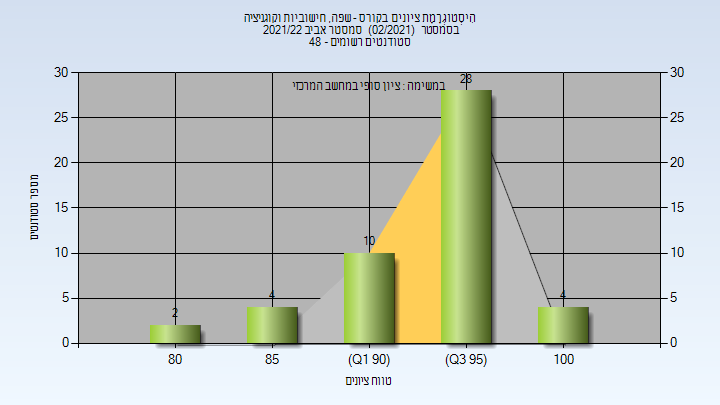 היסטוגרמת ציונים בקורס - שפה, חישוביות וקוגניציה
בסמסטר (02/2021) סמסטר אביב 2021/22
סטודנטים רשומים - 48
במשימה : ציון סופי במחשב המרכזי
30 30
25 25
20 20
15 15
10 10
5 5
0 0
2 4 10 28 4
80 85 (Q1 90) (Q3 95) 100
מספר סטודנטים
טווח ציונים